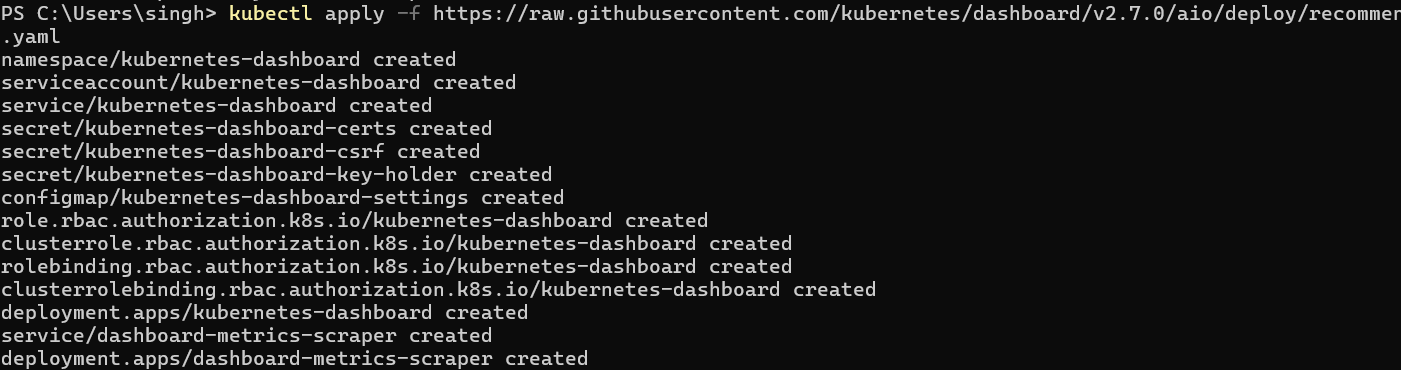 PS C:\Users\singh> kubectl apply -f https://raw.githubusercontent.com/kubernetes/dashboard/v2.7.0/aio/deploy/recommen
.yaml
namespace/kubernetes-dashboard created
serviceaccount/kubernetes-dashboard created
service/kubernetes-dashboard created
secret/kubernetes-dashboard-certs created
secret/kubernetes-dashboard-csrf created
secret/kubernetes-dashboard-key-holder created
configmap/kubernetes-dashboard-settings created
role.rbac.authorization.k8s.io/kubernetes-dashboard created
clusterrole.rbac.authorization.k8s.io/kubernetes-dashboard created
rolebinding.rbac.authorization.k8s.io/kubernetes-dashboard created
clusterrolebinding.rbac.authorization.k8s.io/kubernetes-dashboard created
deployment.apps/kubernetes-dashboard created
service/dashboard-metrics-scraper created
deployment.apps/dashboard-metrics-scraper created